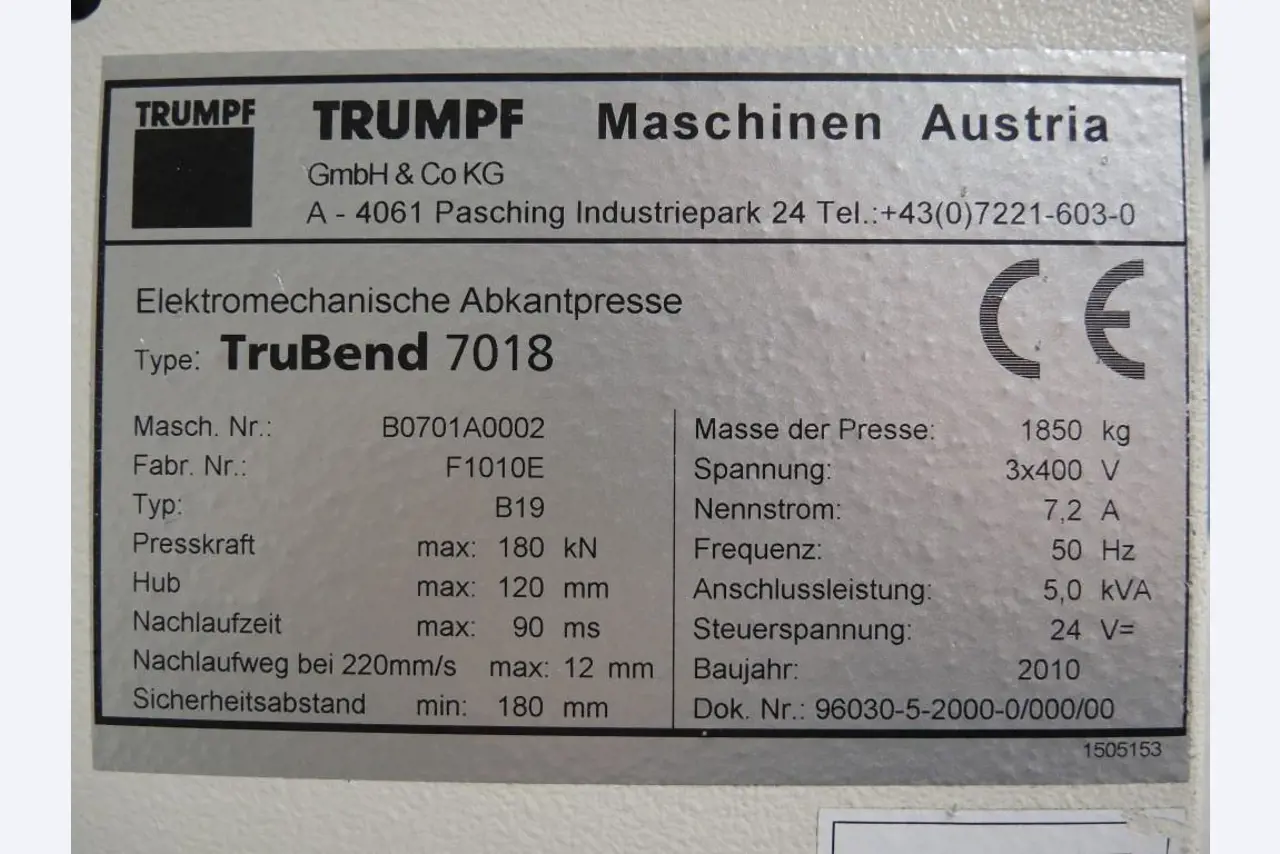 TRUMPF
TRUMPF Maschinen Austria
GmbH & Co KG
A - 4061 Pasching Industriepark 24 Tel.:+43(0)7221-603-0
Elektromechanische Abkantpresse
Type: TruBend 7018
CE
Masch. Nr.: B0701A0002
Fabr. Nr.: F1010E
Typ: B19
Presskraft max: 180 kN
Hub max: 120 mm
Nachlaufzeit max: 90 ms
Nachlaufweg bei 220mm/s max: 12 mm
Sicherheitsabstand min: 180 mm
Masse der Presse: 1850 kg
Spannung: 3x400 V
Nennstrom: 7,2 A
Frequenz: 50 Hz
Anschlussleistung: 5,0 kVA
Steuerspannung: 24 V=
Baujahr: 2010
Dok. Nr.: 96030-5-2000-0/000/00
1505153